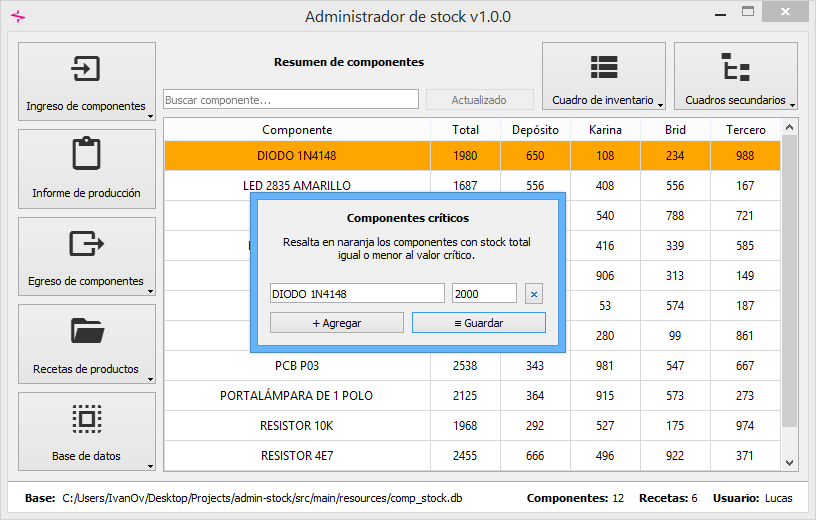 Administrador de stock v1.0.0
Ingreso de componentes
Informe de producción
Egreso de componentes
Recetas de productos
Base de datos
Resumen de componentes
Buscar componente...
Actualizado
Cuadro de inventario
Cuadros secundarios
Componente Total Depósito Karina Brid Tercero
DIODO 1N4148 1980 650 108 234 988
LED 2835 AMARILLO 1687 556 408 556 167
540 788 721
416 339 585
906 313 149
53 574 187
280 99 861
PCB P03 2538 343 981 547 667
PORTALÁMPARA DE 1 POLO 2125 364 915 573 273
RESISTOR 10K 1968 292 527 175 974
RESISTOR 4E7 2455 666 496 922 371
Componentes críticos
Resalta en naranja los componentes con stock total
igual o menor al valor crítico.
DIODO 1N4148 2000 ×
+ Agregar ≡ Guardar
Base: C:/Users/IvanOv/Desktop/Projects/admin-stock/src/main/resources/comp_stock.db Componentes: 12 Recetas: 6 Usuario: Lucas